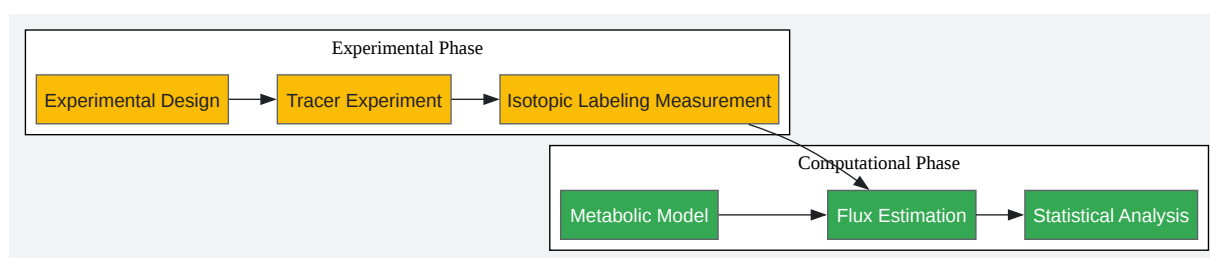 Experimental Phase
Experimental Design
Tracer Experiment
Isotopic Labeling Measurement
Computational Phase
Metabolic Model
Flux Estimation
Statistical Analysis